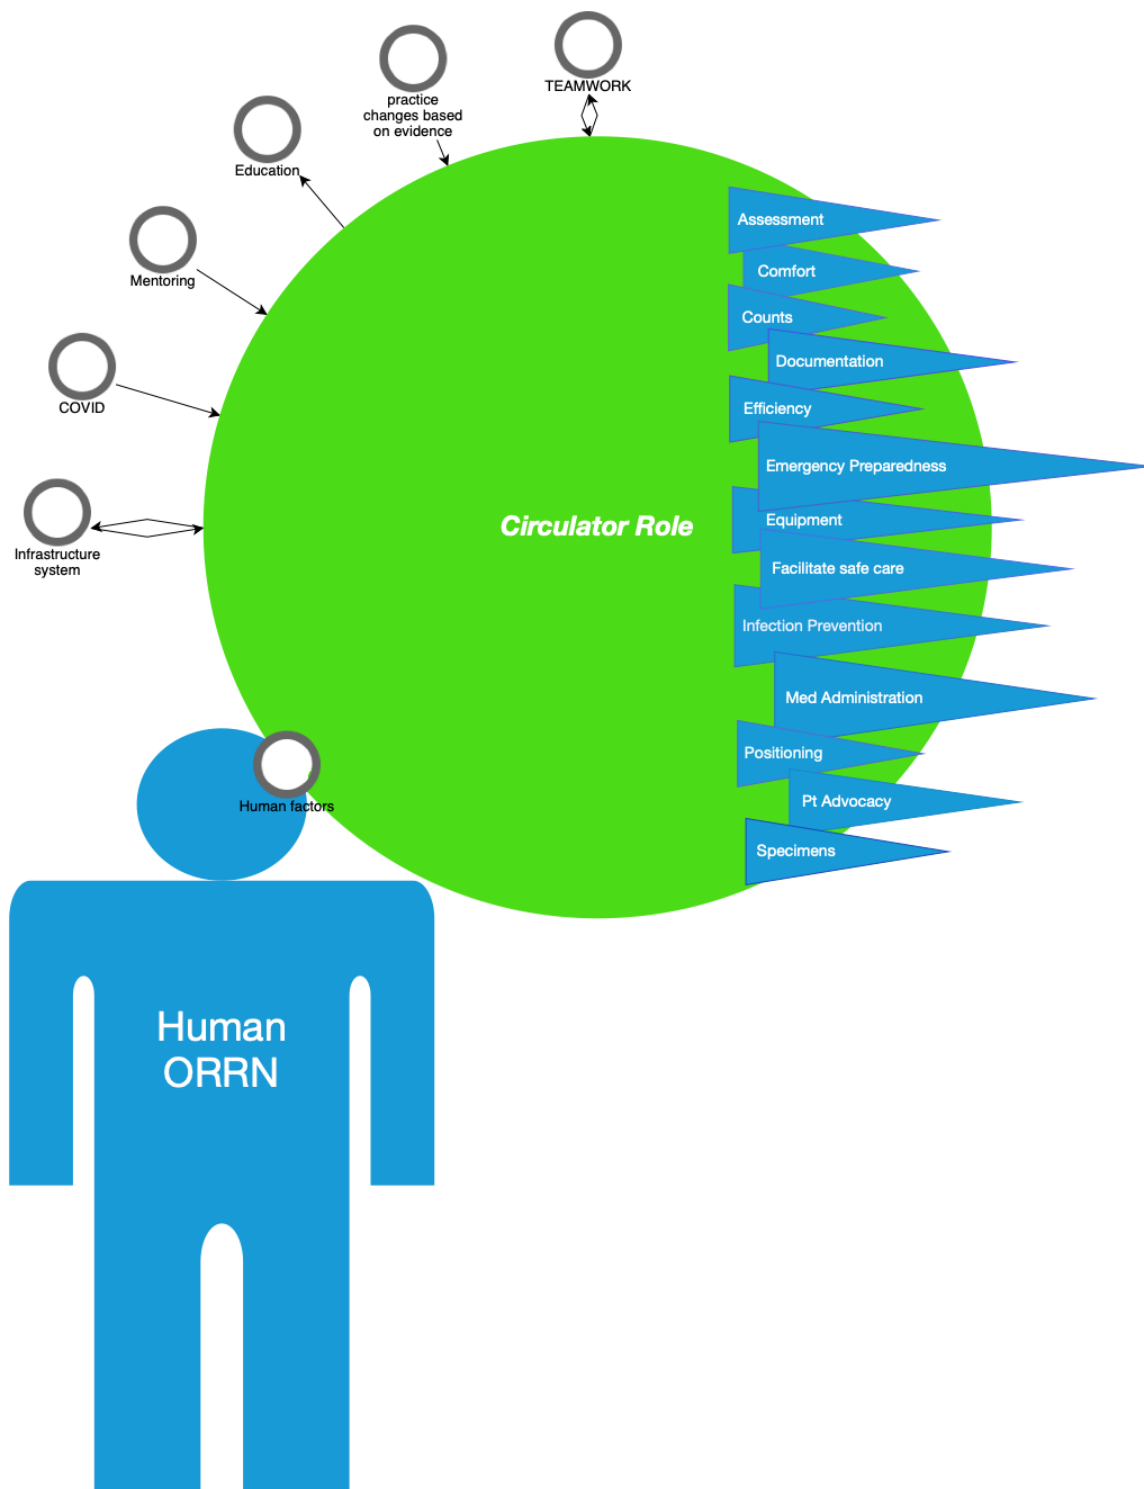 TEAMWORK
practice
changes based
on evidence
Education
Mentoring
COVID
Infrastructure
system
Human factors
Circulator Role
Assessment
Comfort
Counts
Documentation
Efficiency
Emergency Preparedness
Equipment
Facilitate safe care
Infection Prevention
Med Administration
Positioning
Pt Advocacy
Specimens
Human
ORRN